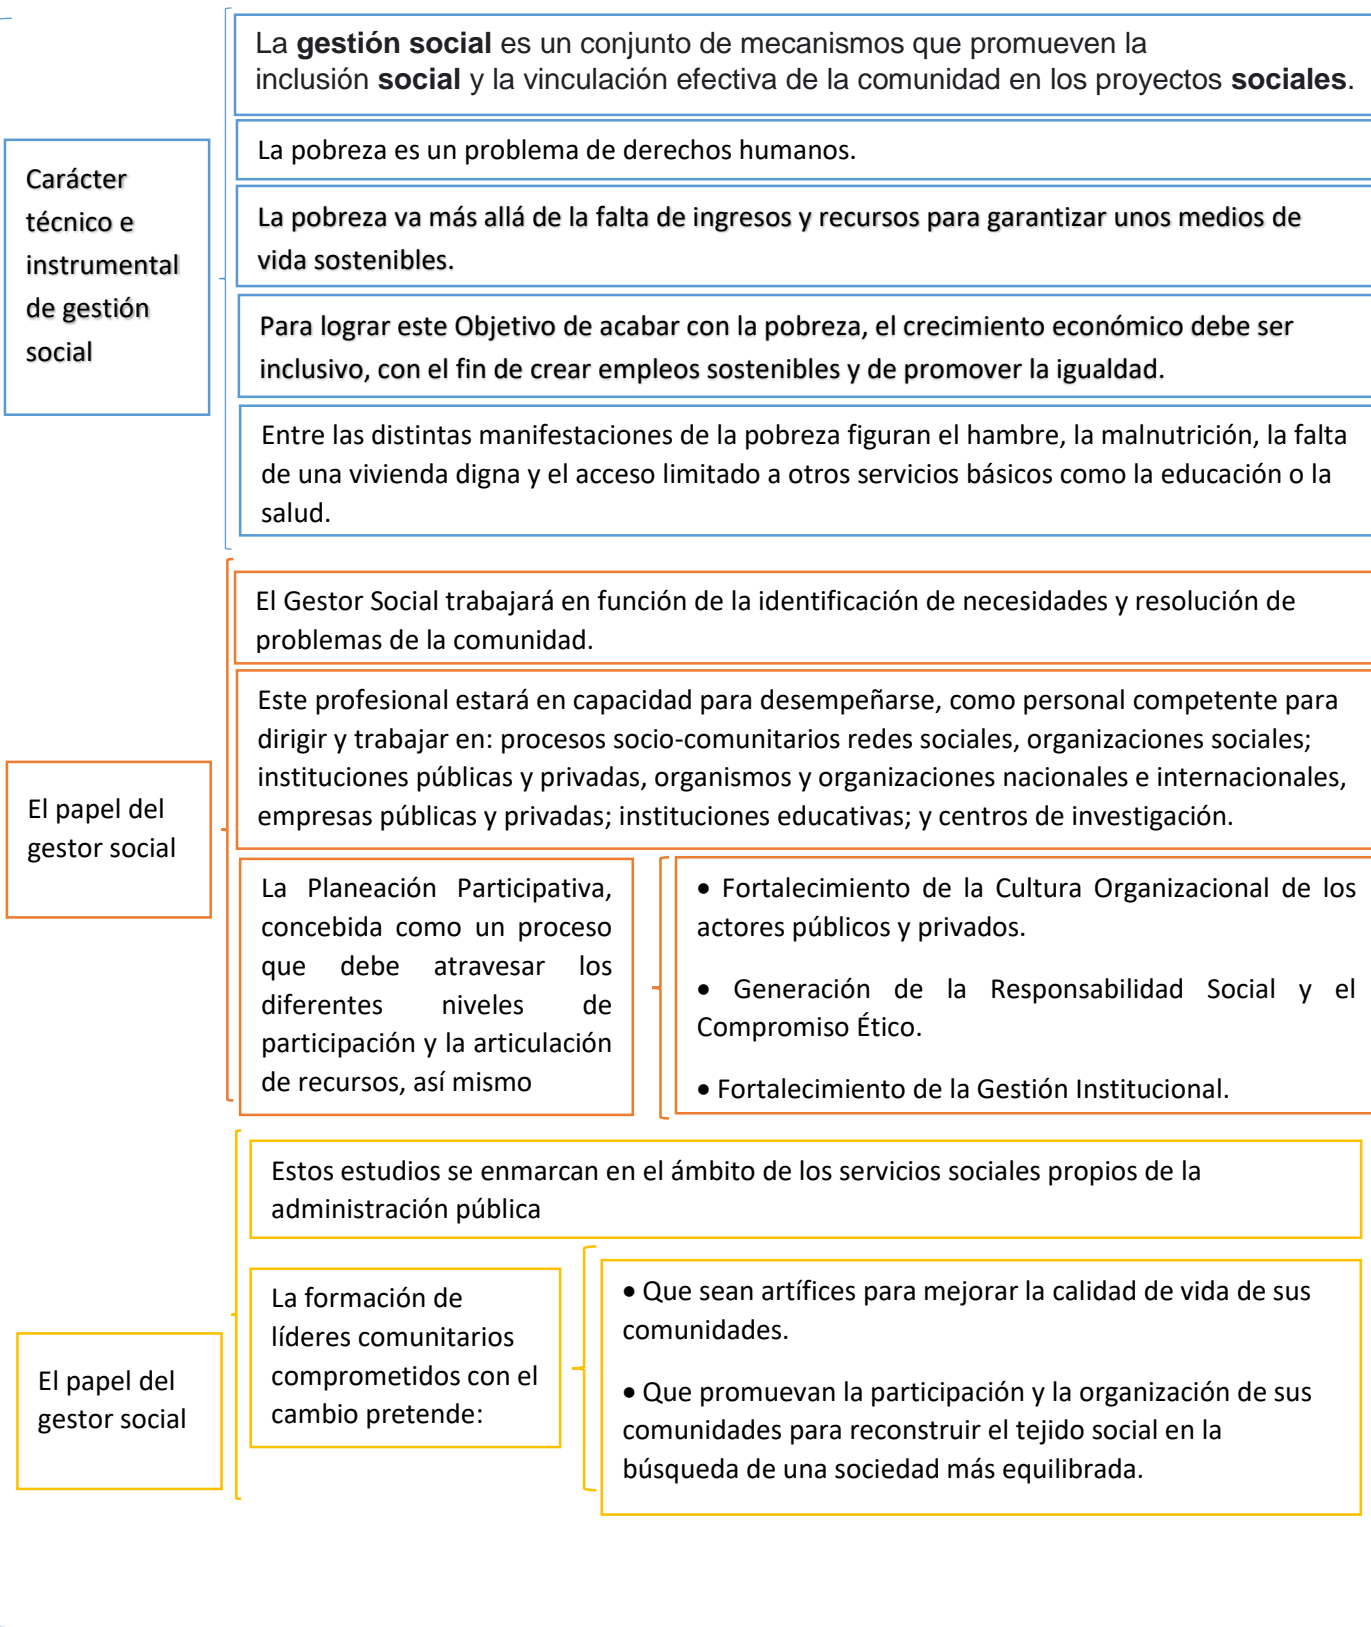 La gestión social es un conjunto de mecanismos que promueven la
inclusión social y la vinculación efectiva de la comunidad en los proyectos sociales.
La pobreza es un problema de derechos humanos.
Carácter
técnico e
instrumental
de gestión
social
La pobreza va más allá de la falta de ingresos y recursos para garantizar unos medios de
vida sostenibles.
Para lograr este Objetivo de acabar con la pobreza, el crecimiento económico debe ser
inclusivo, con el fin de crear empleos sostenibles y de promover la igualdad.
Entre las distintas manifestaciones de la pobreza figuran el hambre, la malnutrición, la falta
de una vivienda digna y el acceso limitado a otros servicios básicos como la educación o la
salud.
El Gestor Social trabajará en función de la identificación de necesidades y resolución de
problemas de la comunidad.
Este profesional estará en capacidad para desempeñarse, como personal competente para
dirigir y trabajar en: procesos socio-comunitarios redes sociales, organizaciones sociales;
instituciones públicas y privadas, organismos y organizaciones nacionales e internacionales,
empresas públicas y privadas; instituciones educativas; y centros de investigación.
El papel del
gestor social
La Planeación Participativa,
concebida como un proceso
que debe atravesar los
diferentes niveles de
participación y la articulación
de recursos, así mismo
• Fortalecimiento de la Cultura Organizacional de los
actores públicos y privados.
• Generación de la Responsabilidad Social y el
Compromiso Ético.
• Fortalecimiento de la Gestión Institucional.
Estos estudios se enmarcan en el ámbito de los servicios sociales propios de la
administración pública
El papel del
gestor social
La formación de
líderes comunitarios
comprometidos con el
cambio pretende:
• Que sean artífices para mejorar la calidad de vida de sus
comunidades.
• Que promuevan la participación y la organización de sus
comunidades para reconstruir el tejido social en la
búsqueda de una sociedad más equilibrada.